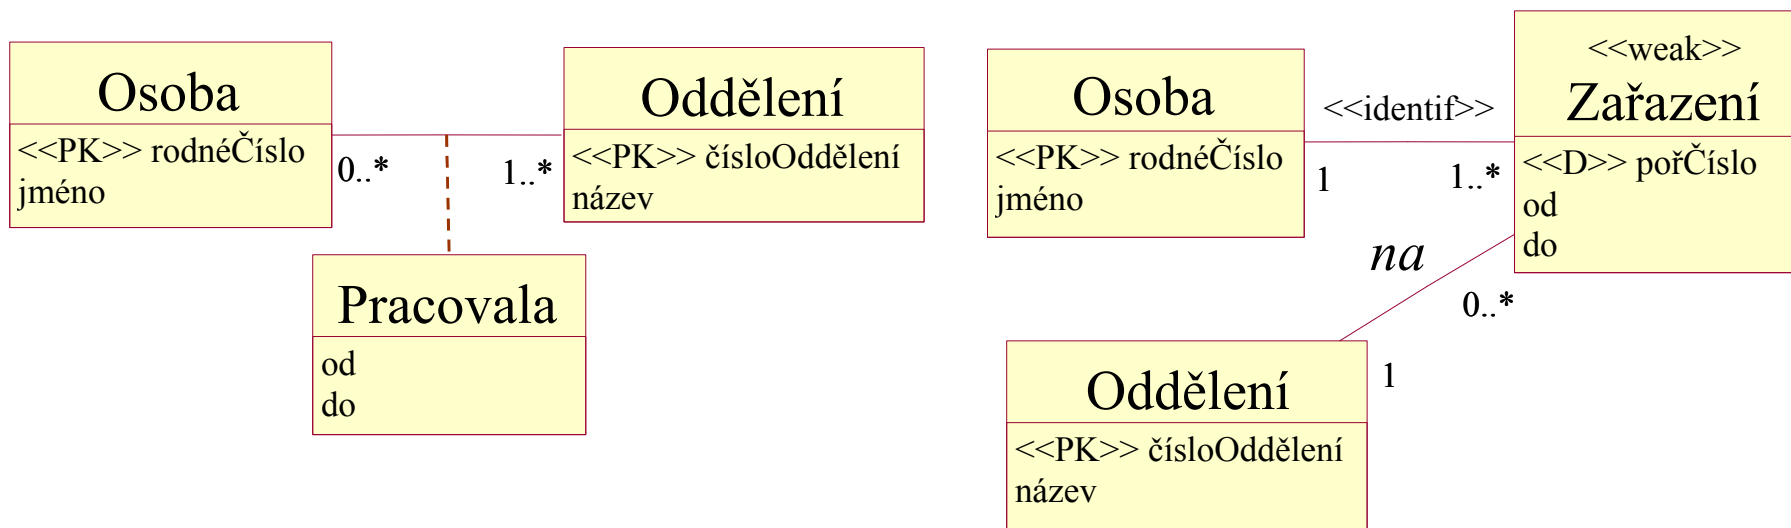 Osoba
<<PK>> rodnéČíslo
jméno
0..*
1..*
Oddělení
<<PK>> čísloOddělení
název
Pracovala
od
do
Osoba
<<PK>> rodnéČíslo
jméno
<<identif>>
1
1..*
<<weak>>
Zařazení
<<D>> pořČíslo
od
do
na
0..*
1
Oddělení
<<PK>> čísloOddělení
název